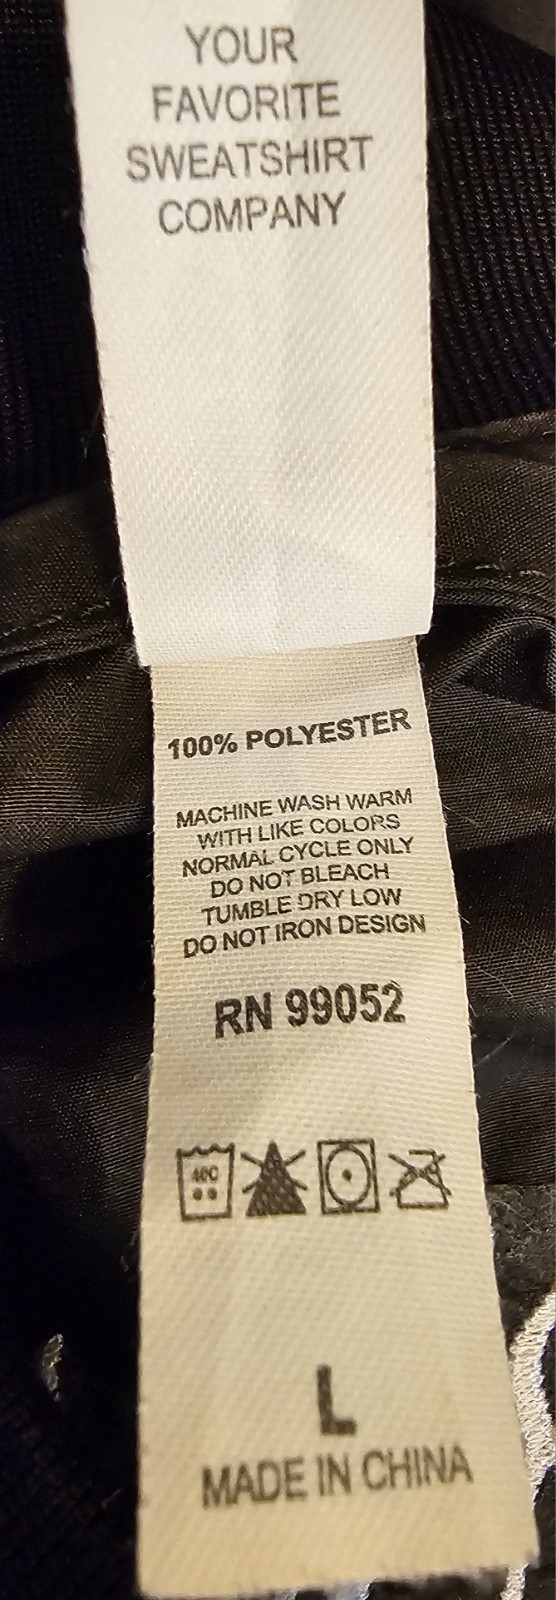 YOUR
FAVORITE
SWEATSHIRT
COMPANY
100% POLYESTER
MACHINE WASH WARM
WITH LIKE COLORS
NORMAL CYCLE ONLY
DO NOT BLEACH
TUMBLE DRY LOW
DO NOT IRON DESIGN
RN 99052
40C
L
MADE IN CHINA